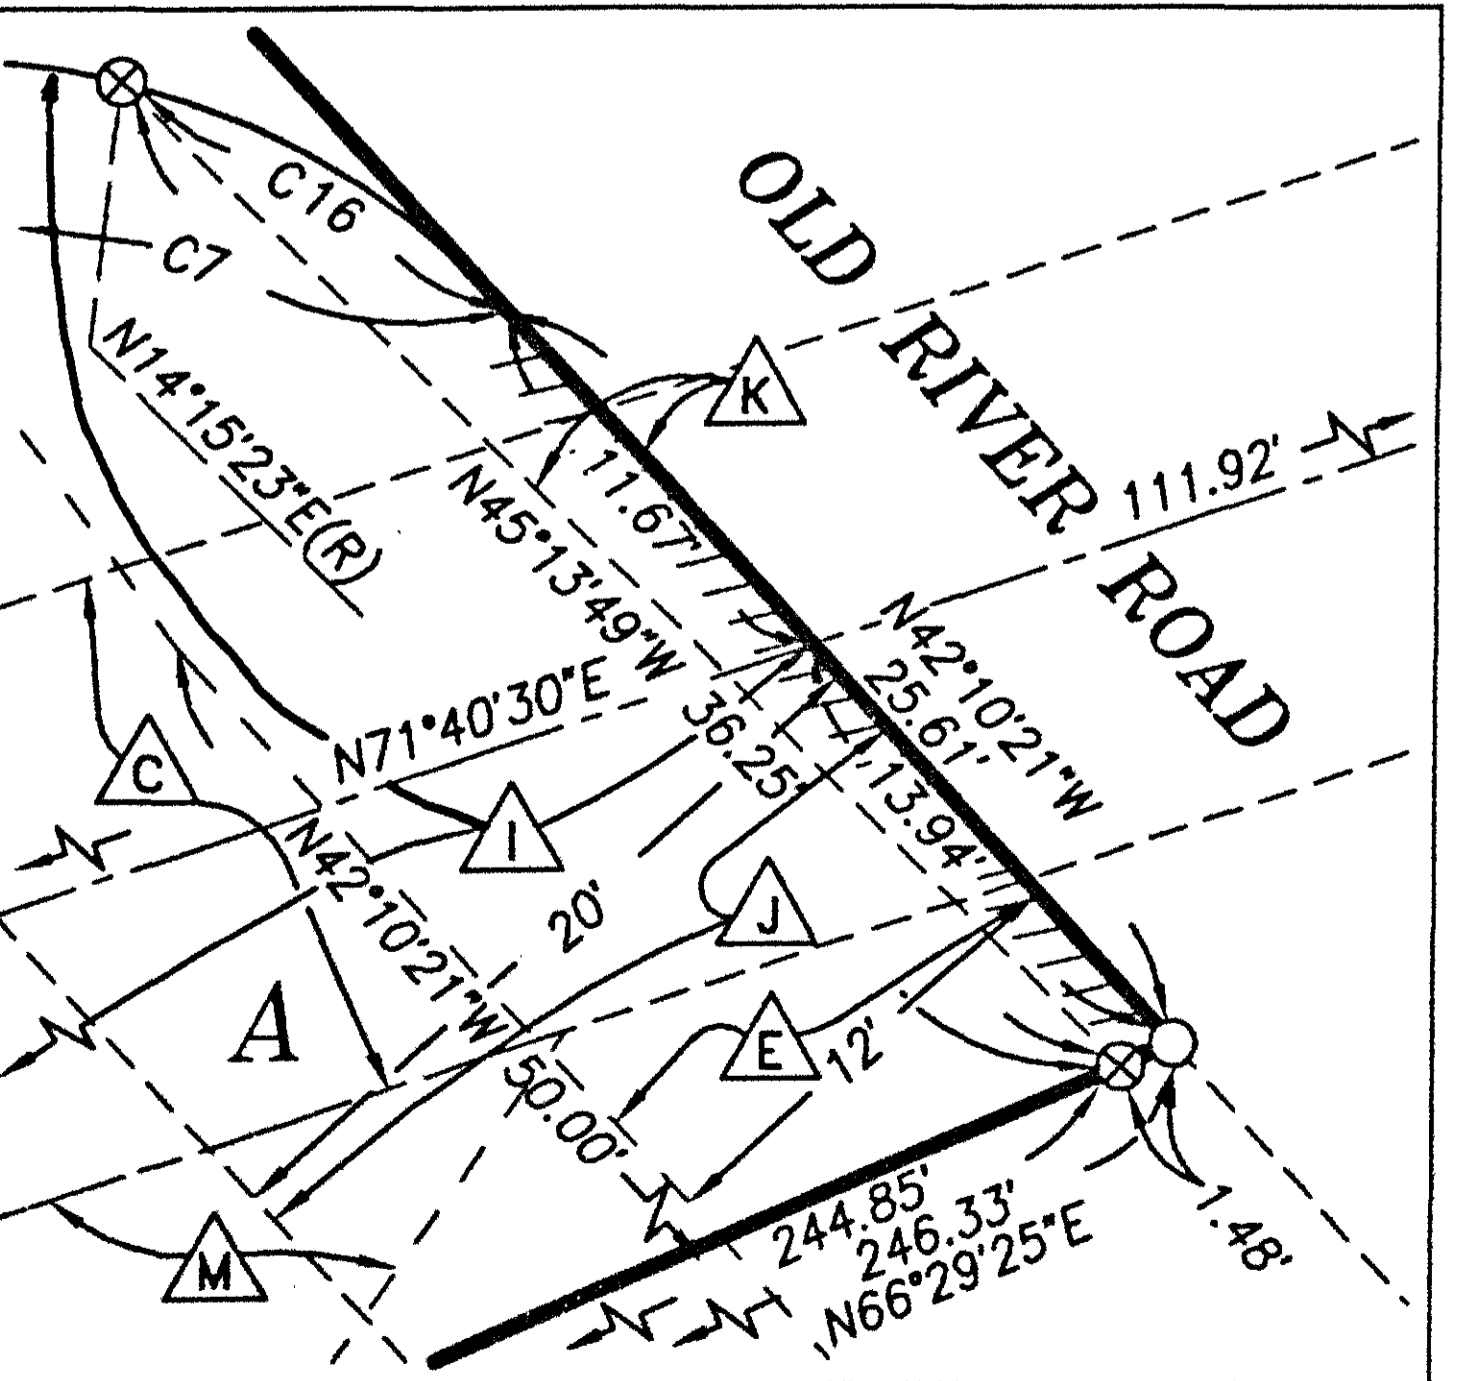 C16
OLD RIVER ROAD
C7
N14°15'23"E(R)
K
11.67'
N45°13'49"W
36.25'
111.92'
N42°10'21"W
25.61'
13.94'
N71°40'30"E
C
I
N42°10'21"W
50.00'
20'
J
A
E
12'
M
244.85'
246.33'
N66°29'25"E
1.48'